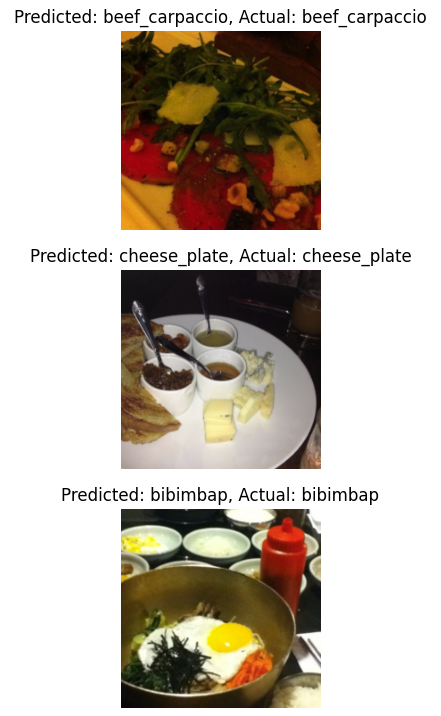 Predicted: beef_carpaccio, Actual: beef_carpaccio
Predicted: cheese_plate, Actual: cheese_plate
Predicted: bibimbap, Actual: bibimbap